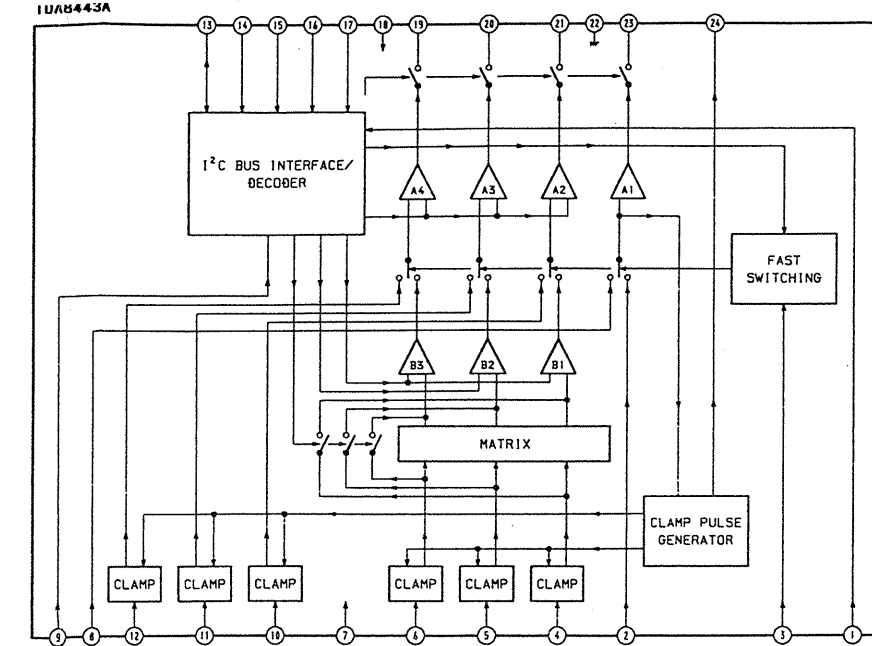 TDA8443A
13 14 15 16 17 18 19 20 21 22 23 24
I²C BUS INTERFACE/
DECODER
A4 A3 A2 A1
FAST
SWITCHING
B3 B2 B1
MATRIX
CLAMP PULSE
GENERATOR
CLAMP CLAMP CLAMP CLAMP CLAMP CLAMP
9 8 12 11 10 7 6 5 4 2 3 1